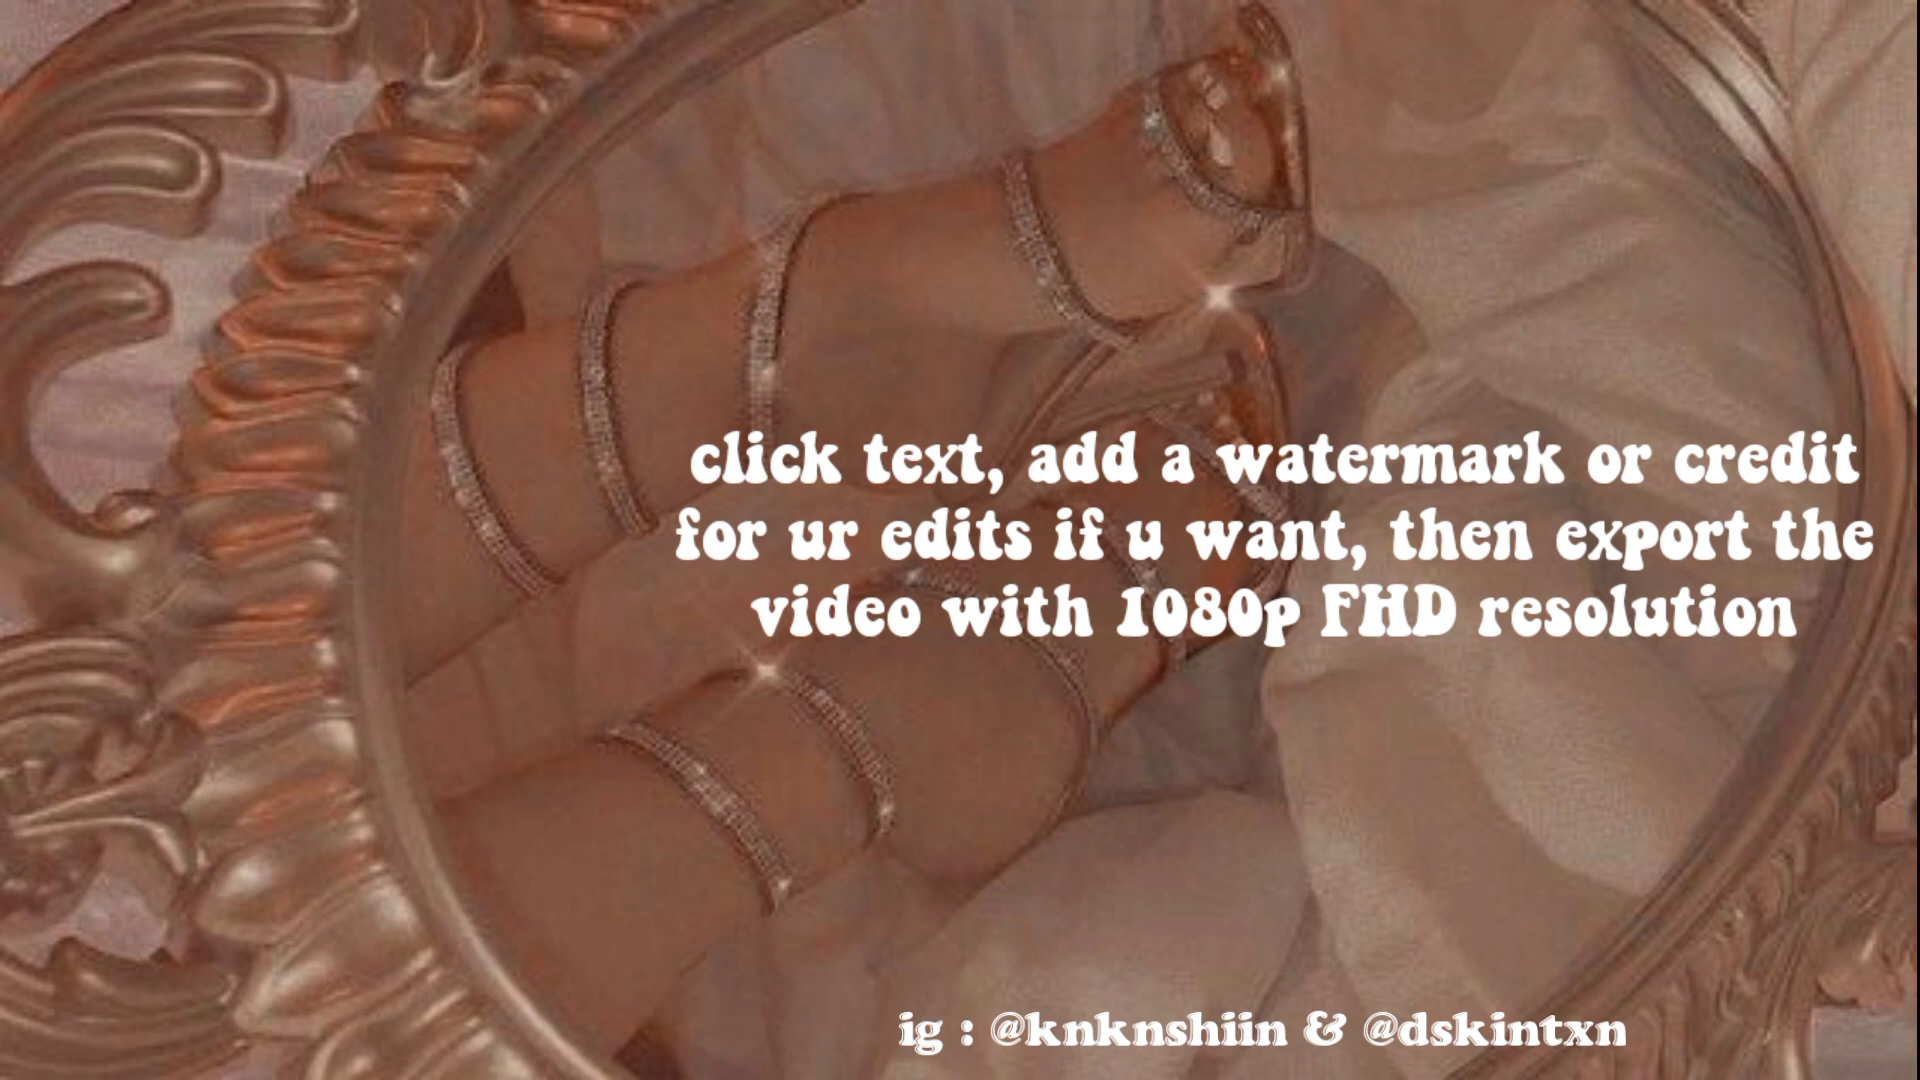 click text, add a watermark or credit
for ur edits if u want, then export the
video with 1080p FHD resolution
ig : @knknshiin & @dskintxn